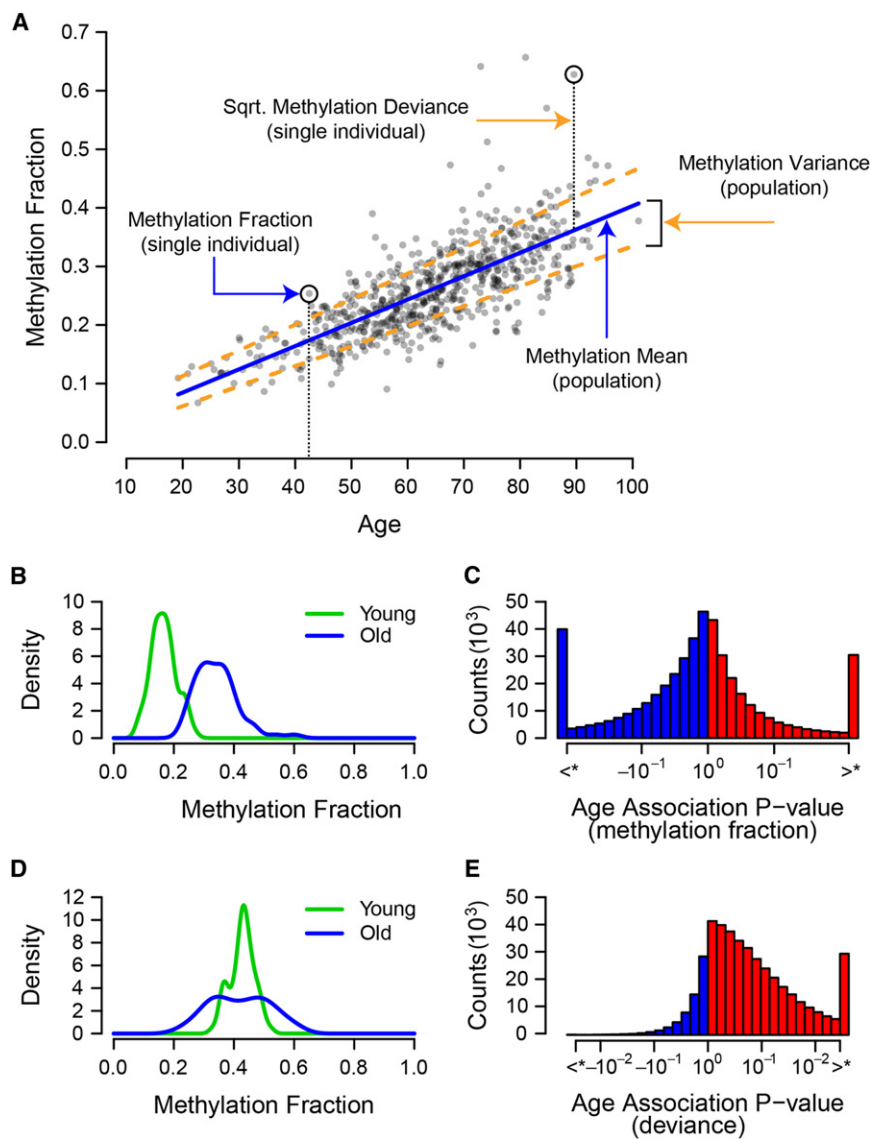 A
0.7
0.6
0.5
0.4
0.3
0.2
0.1
0.0
Methylation Fraction
Sqrt. Methylation Deviance
(single individual)
Methylation Variance
(population)
Methylation Fraction
(single individual)
Methylation Mean
(population)
10 20 30 40 50 60 70 80 90 100
Age
B
10
8
6
4
2
0
Density
Young
Old
0.0 0.2 0.4 0.6 0.8 1.0
Methylation Fraction
C
50
40
30
20
10
0
Counts (10³)
<* −10⁻¹ 10⁰ 10⁻¹ >*
Age Association P−value
(methylation fraction)
D
12
10
8
6
4
2
0
Density
Young
Old
0.0 0.2 0.4 0.6 0.8 1.0
Methylation Fraction
E
50
40
30
20
10
0
Counts (10³)
<* −10⁻² −10⁻¹ 10⁰ 10⁻¹ 10⁻² >*
Age Association P−value
(deviance)